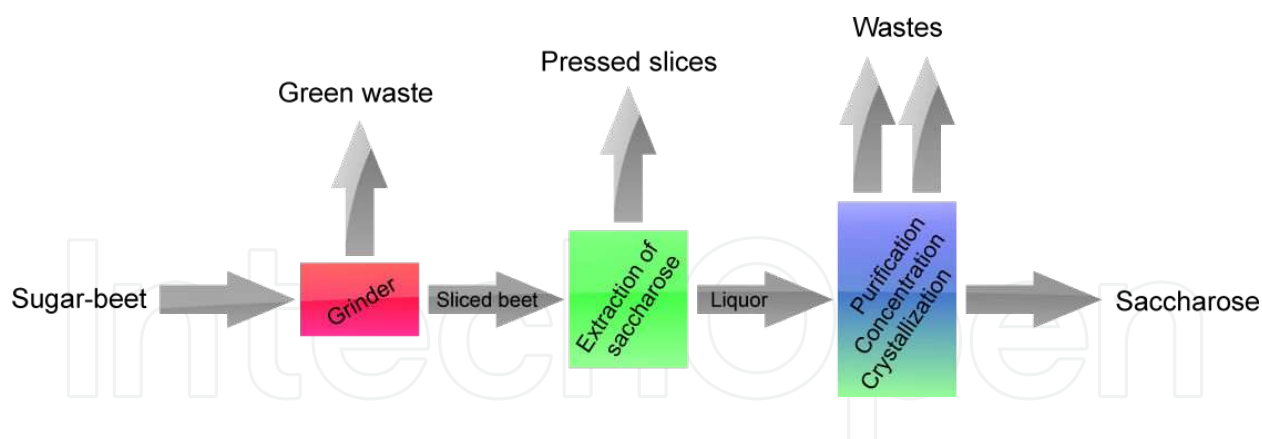 Wastes
Pressed slices
Green waste
Sugar-beet
Grinder
Sliced beet
Extraction of
saccharose
Liquor
Purification
Concentration
Crystallization
Saccharose
IntechOpen